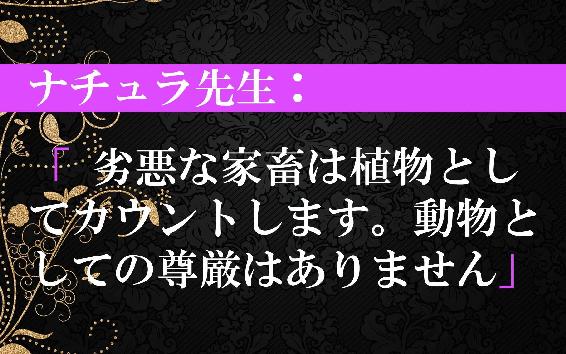 ナチュラ先生：
「劣悪な家畜は植物とし
てカウントします。動物と
しての尊厳はありません」